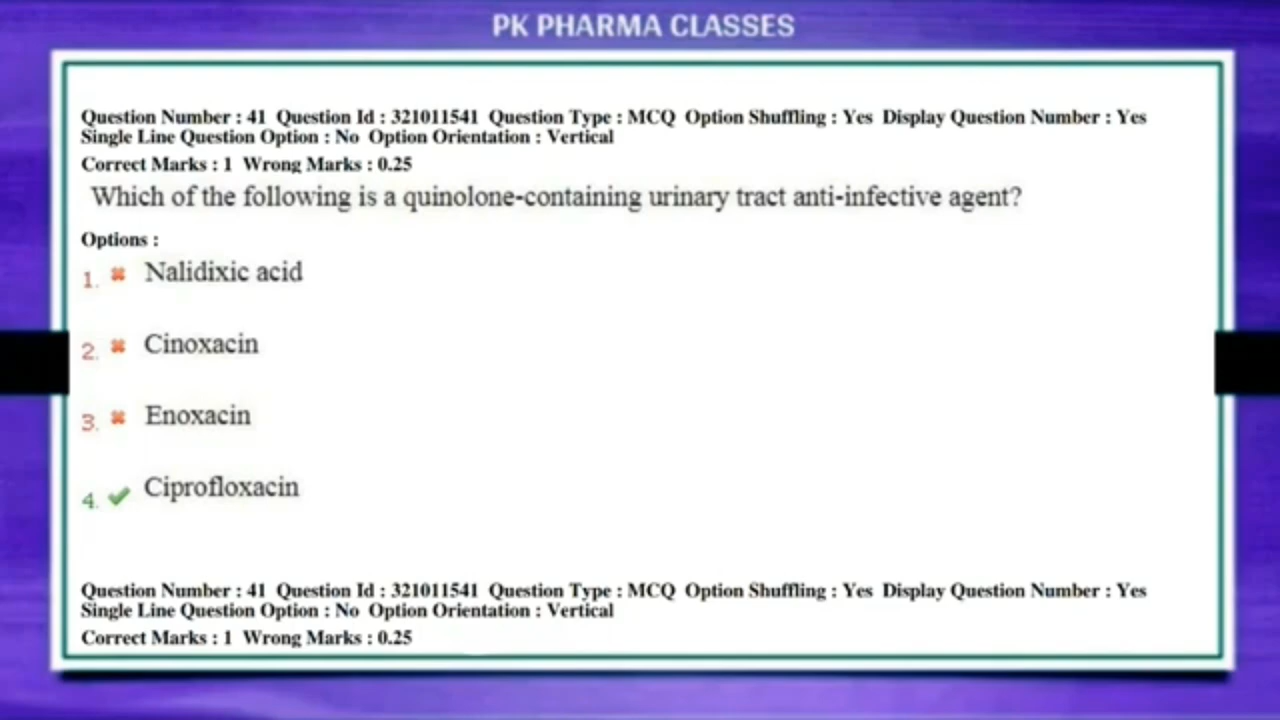 PK PHARMA CLASSES
Question Number : 41 Question Id : 321011541 Question Type : MCQ Option Shuffling : Yes Display Question Number : Yes
Single Line Question Option : No Option Orientation : Vertical
Correct Marks : 1 Wrong Marks : 0.25
Which of the following is a quinolone-containing urinary tract anti-infective agent?
Options :
1. ✖ Nalidixic acid
2. ✖ Cinoxacin
3. ✖ Enoxacin
4. ✔ Ciprofloxacin
Question Number : 41 Question Id : 321011541 Question Type : MCQ Option Shuffling : Yes Display Question Number : Yes
Single Line Question Option : No Option Orientation : Vertical
Correct Marks : 1 Wrong Marks : 0.25